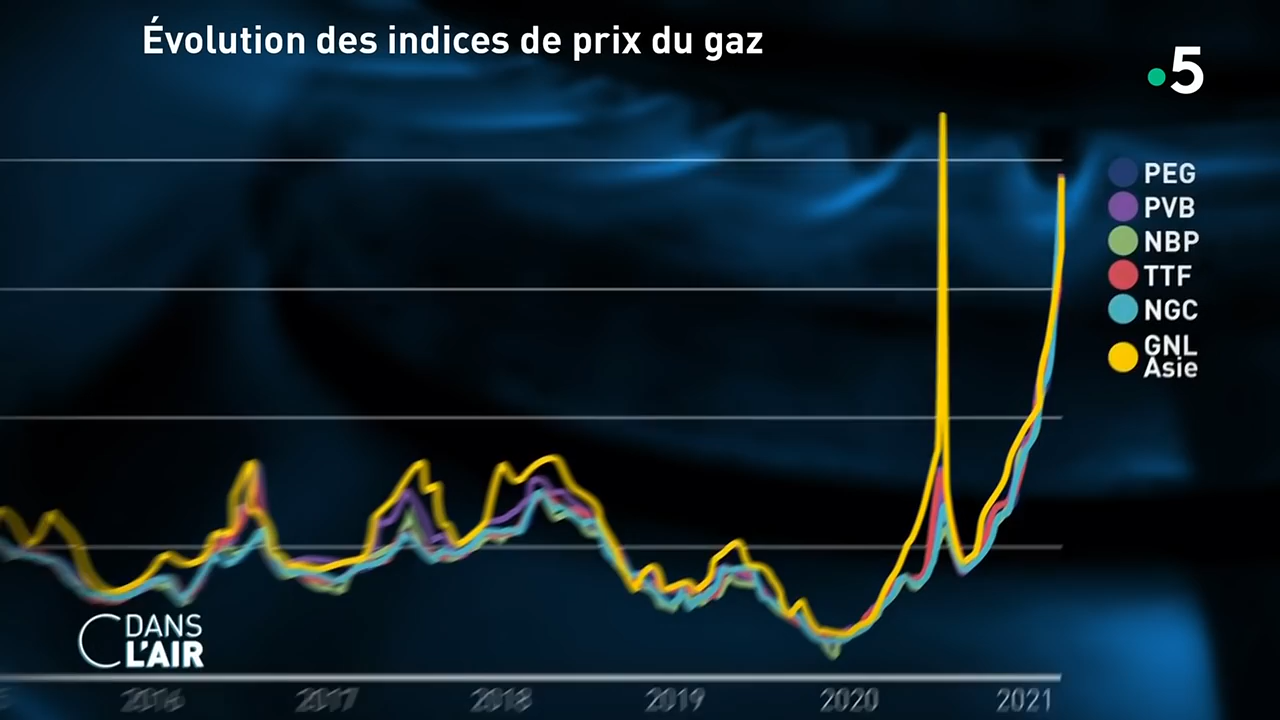 Évolution des indices de prix du gaz
5
PEG
PVB
NBP
TTF
NGC
GNL
Asie
C DANS
L'AIR
2016
2017
2018
2019
2020
2021